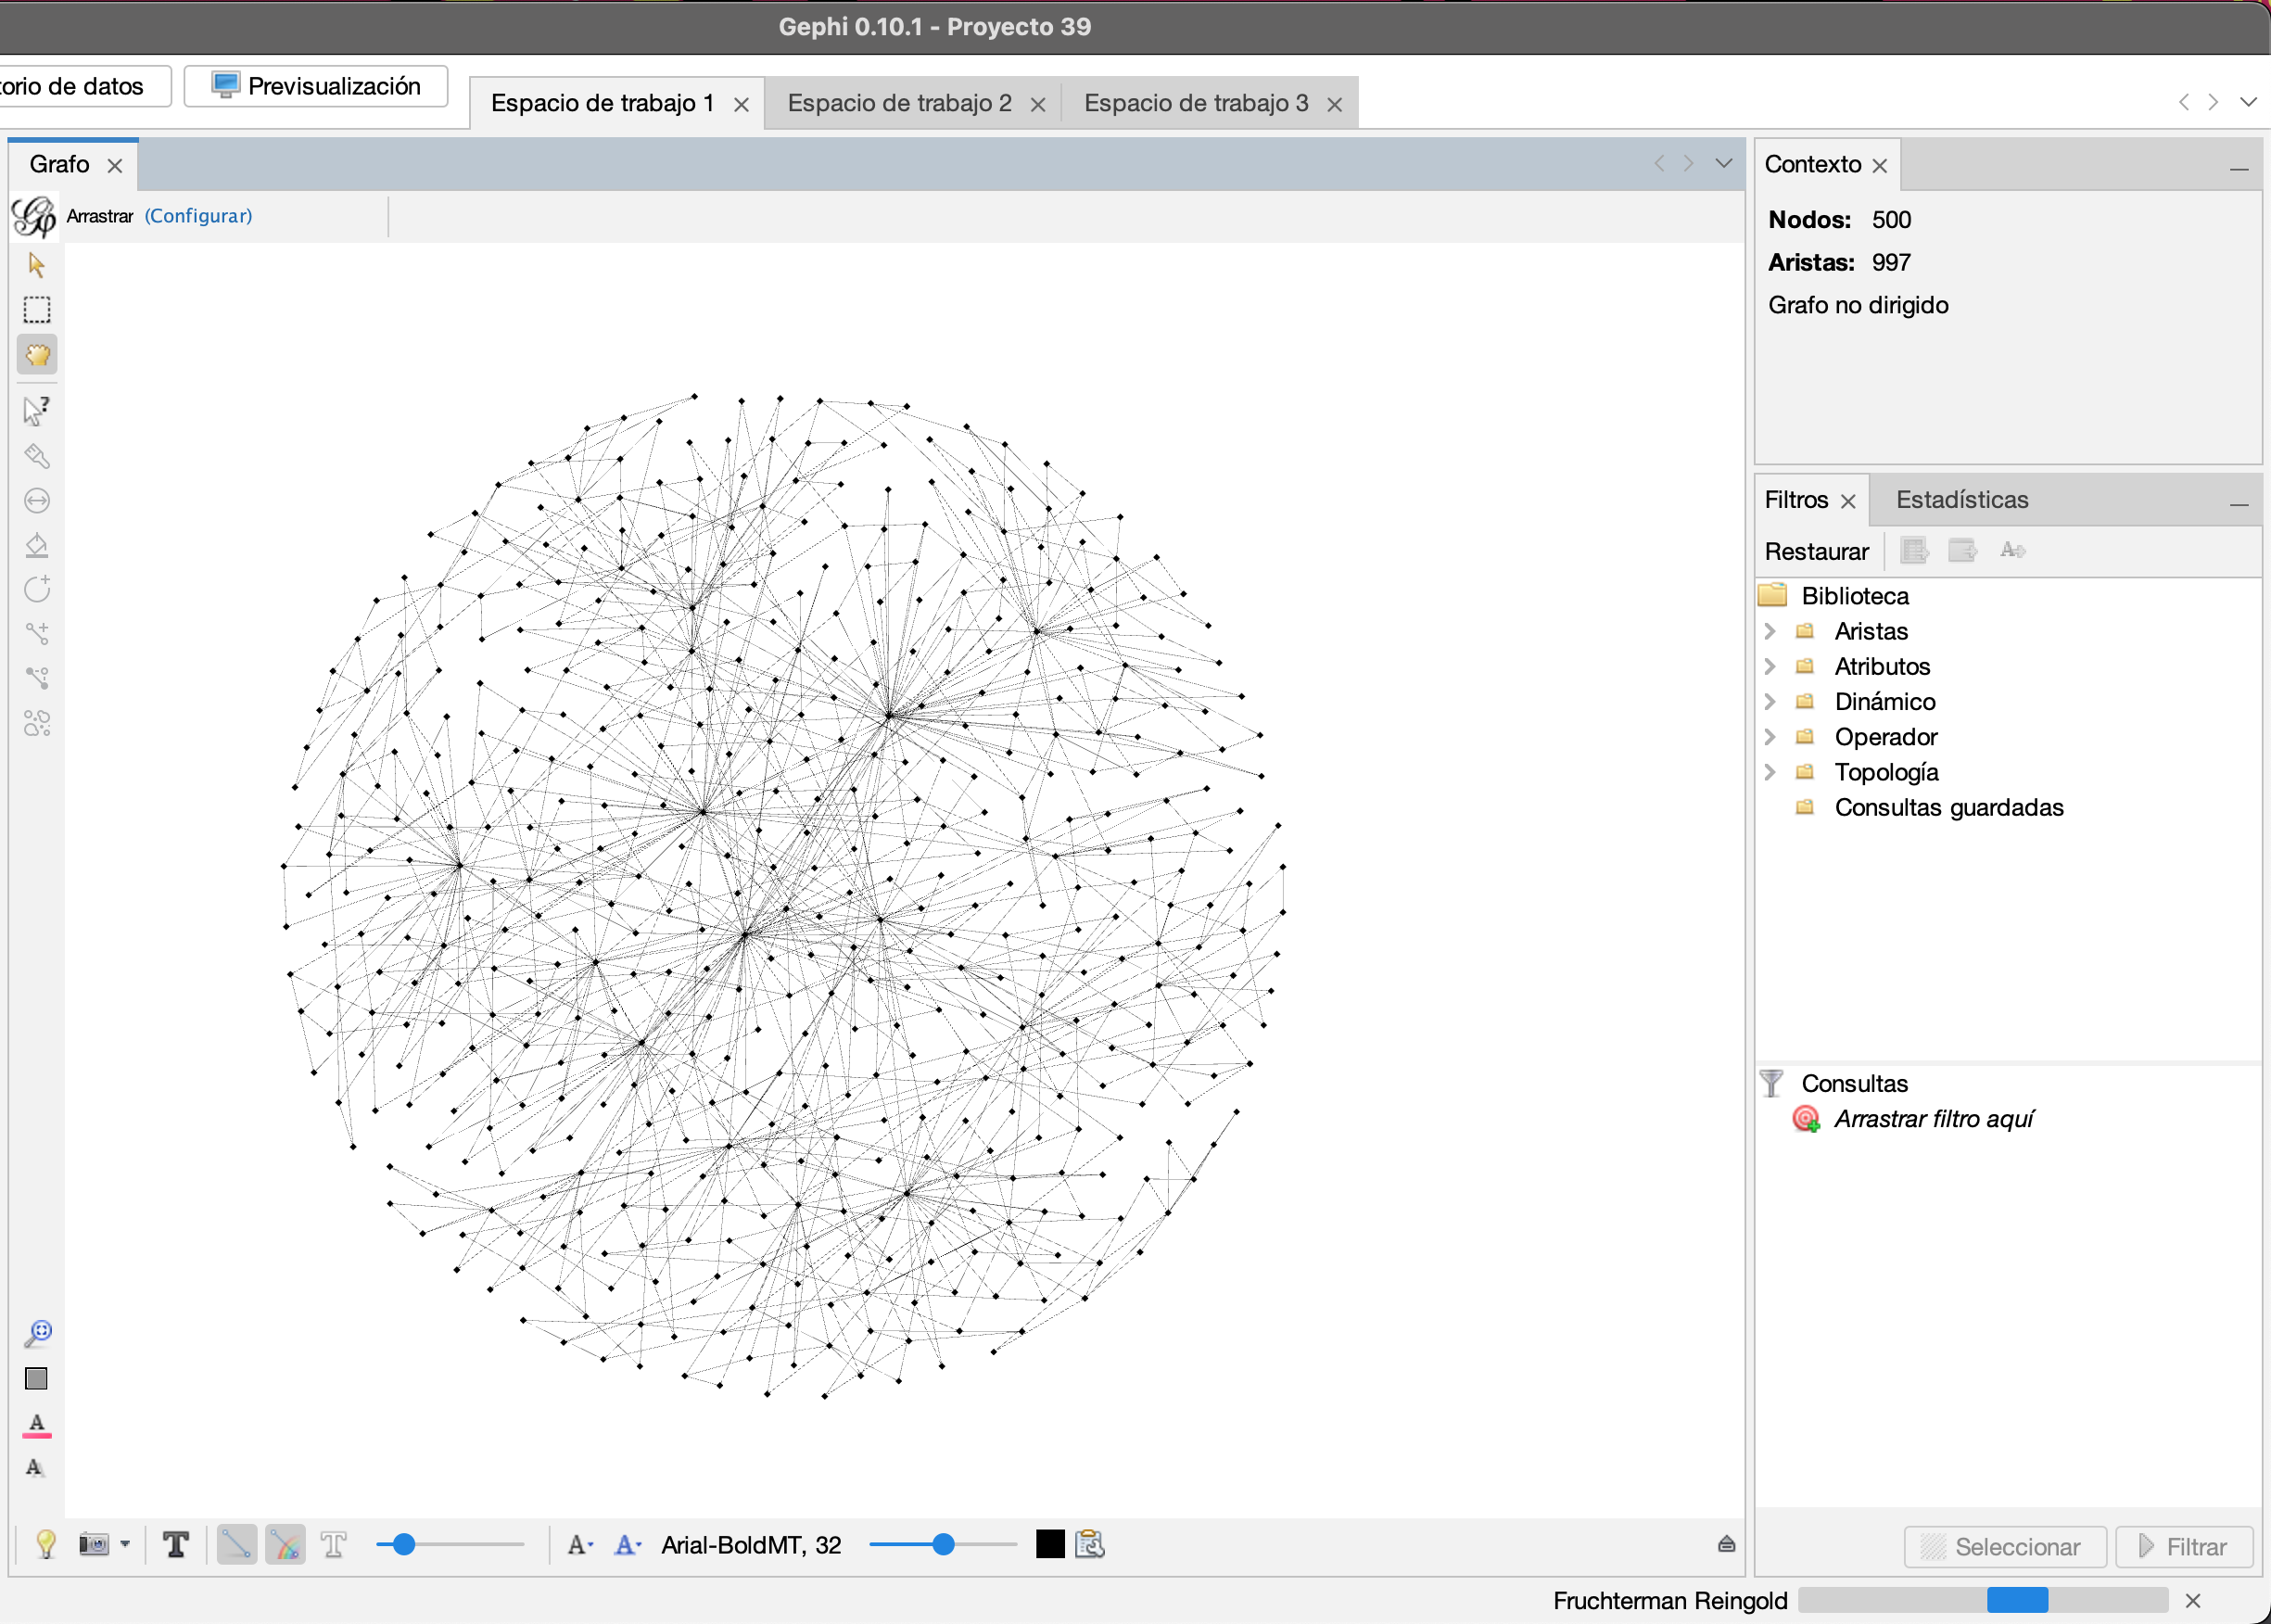 Gephi 0.10.1 - Proyecto 39
torio de datos
Previsualización
Espacio de trabajo 1
Espacio de trabajo 2
Espacio de trabajo 3
Grafo
Arrastrar (Configurar)
Contexto
Nodos: 500
Aristas: 997
Grafo no dirigido
Filtros
Estadísticas
Restaurar
Biblioteca
Aristas
Atributos
Dinámico
Operador
Topología
Consultas guardadas
Consultas
Arrastrar filtro aquí
Arial-BoldMT, 32
Seleccionar
Filtrar
Fruchterman Reingold